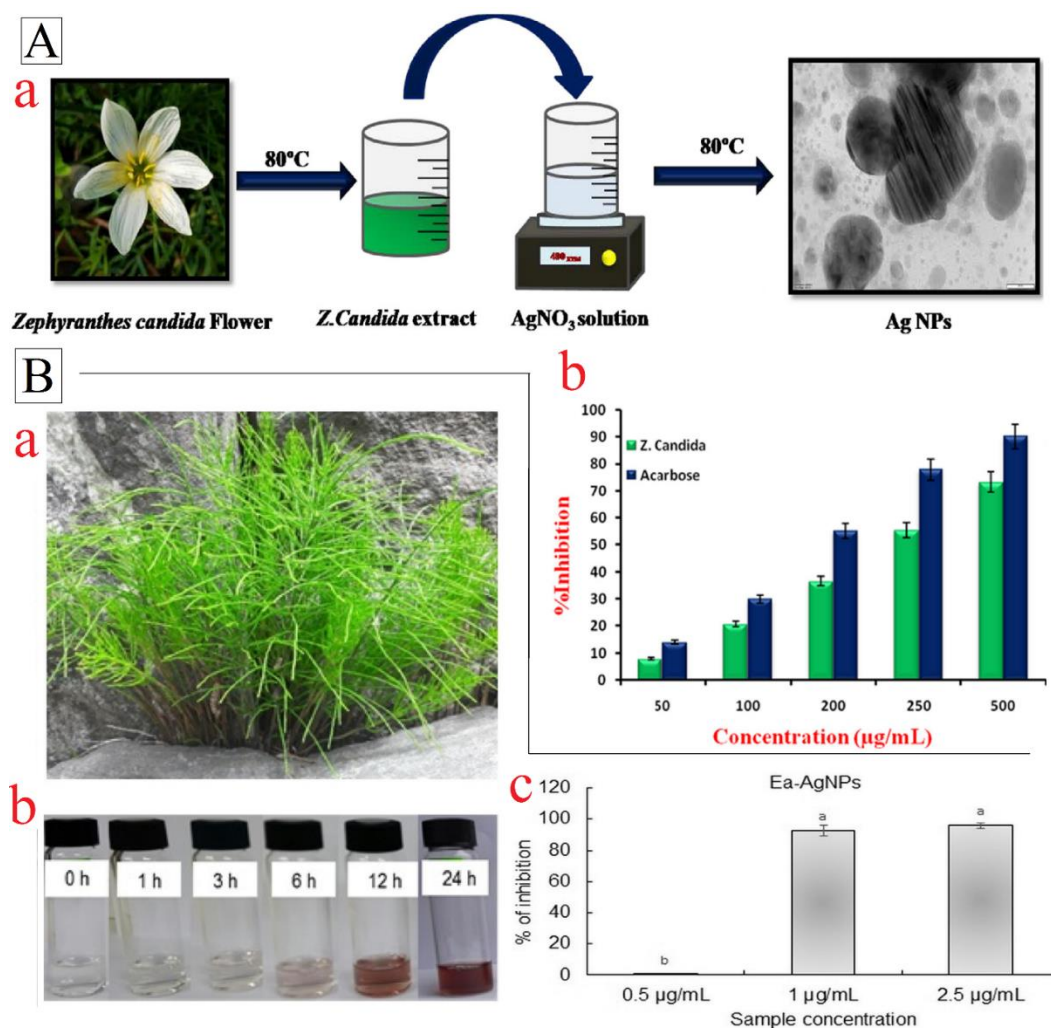 A
a
80°C
80°C
Zephyranthes candida Flower
Z.Candida extract
AgNO₃ solution
Ag NPs
B
a
b
100
90
80
70
60
50
40
30
20
10
0
%Inhibition
Z. Candida
Acarbose
50 100 200 250 500
Concentration (µg/mL)
b
0 h 1 h 3 h 6 h 12 h 24 h
c
Ea-AgNPs
120
100
80
60
40
20
0
% of inhibition
b
a
a
0.5 µg/mL 1 µg/mL 2.5 µg/mL
Sample concentration